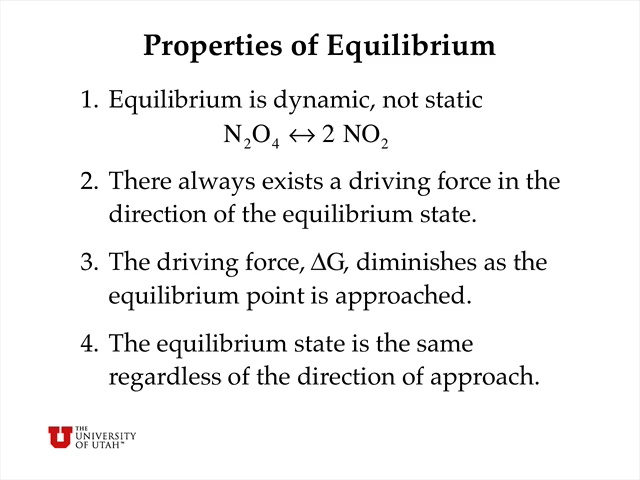 Properties of Equilibrium
1. Equilibrium is dynamic, not static
N₂O₄ ↔ 2 NO₂
2. There always exists a driving force in the
direction of the equilibrium state.
3. The driving force, ΔG, diminishes as the
equilibrium point is approached.
4. The equilibrium state is the same
regardless of the direction of approach.
U
THE
UNIVERSITY
OF UTAH™